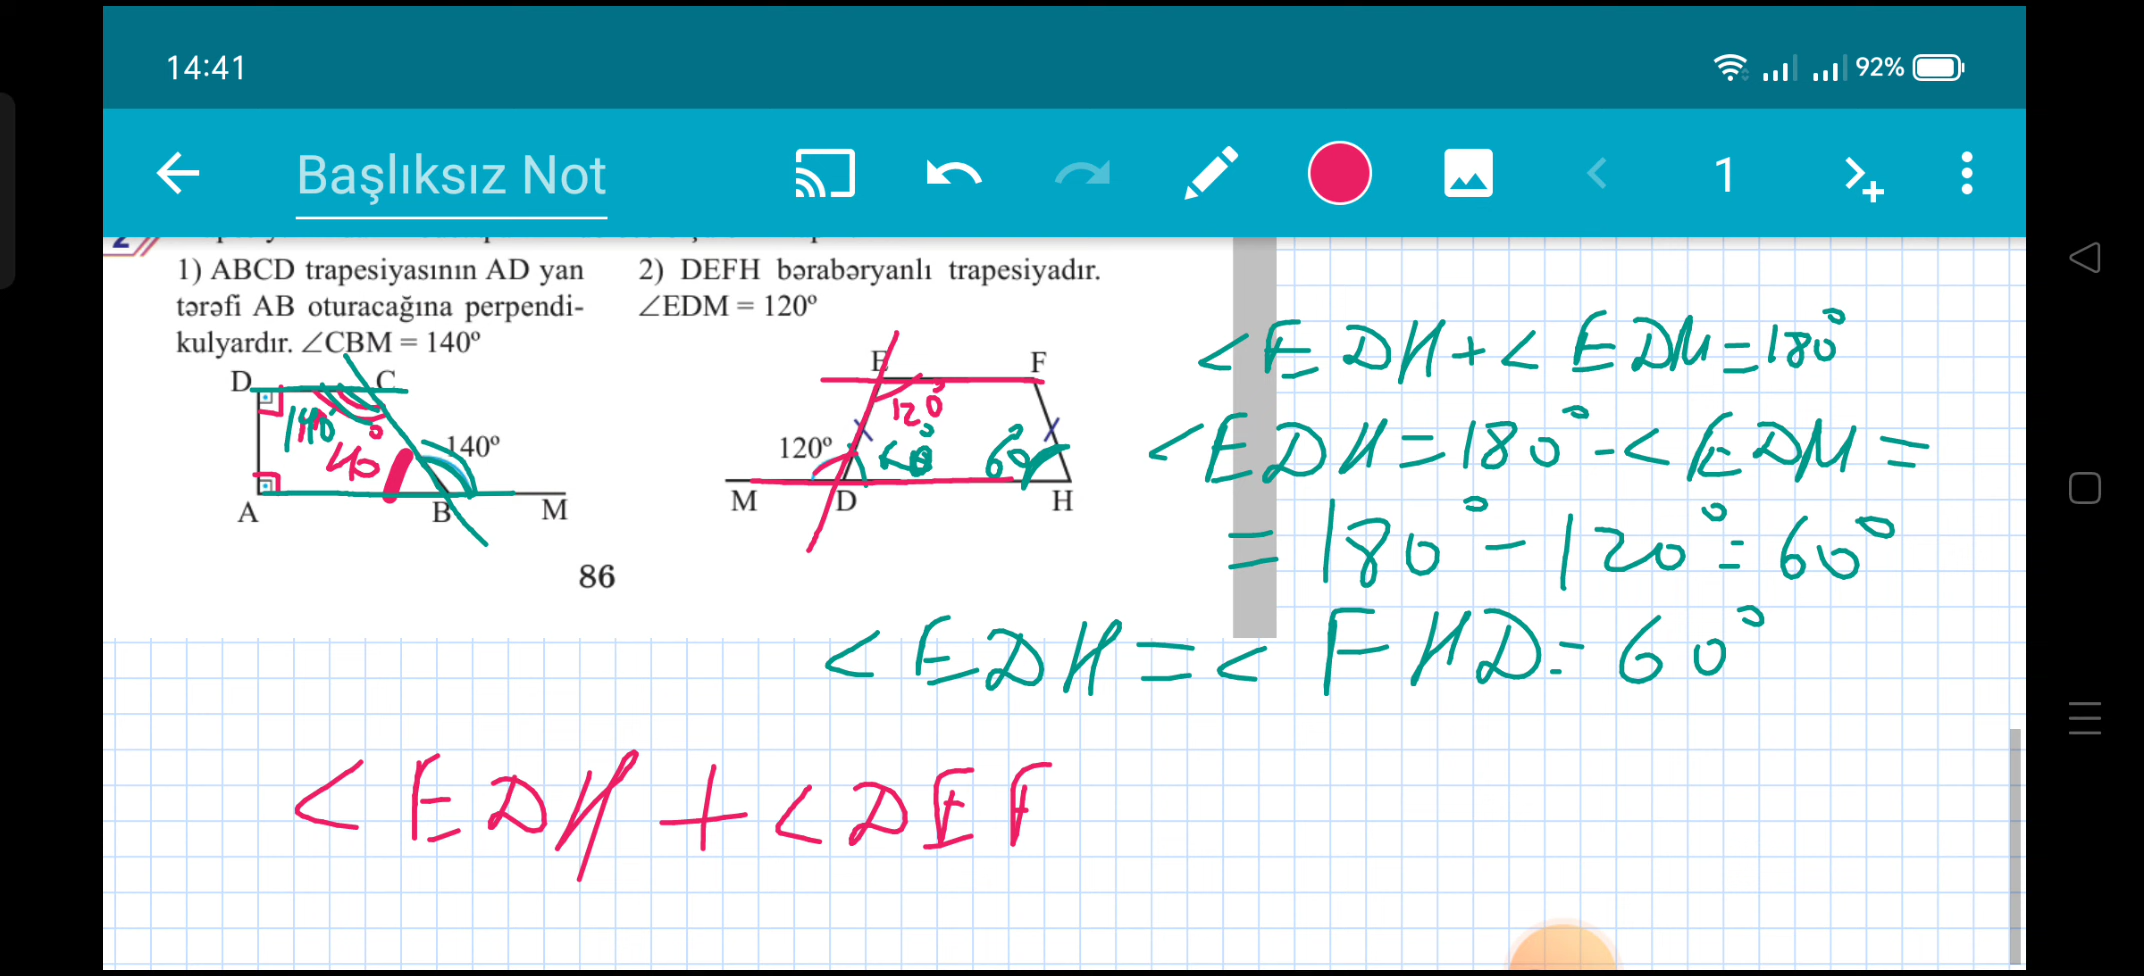 14:41
92%
Başlıksız Not
1
2
1) ABCD trapesiyasının AD yan
tərəfi AB oturacağına perpendi-
kulyardır. ∠CBM = 140º
2) DEFH bərabəryanlı trapesiyadır.
∠EDM = 120º
D C
140°
40°
140º
A B M
E F
120°
120º
60°
60°
M D H
86
<EDH+<EDM=180°
<EDH=180°-<EDM=
=180°-120°=60°
<EDH=<FHD=60°
<EDH+<DEF